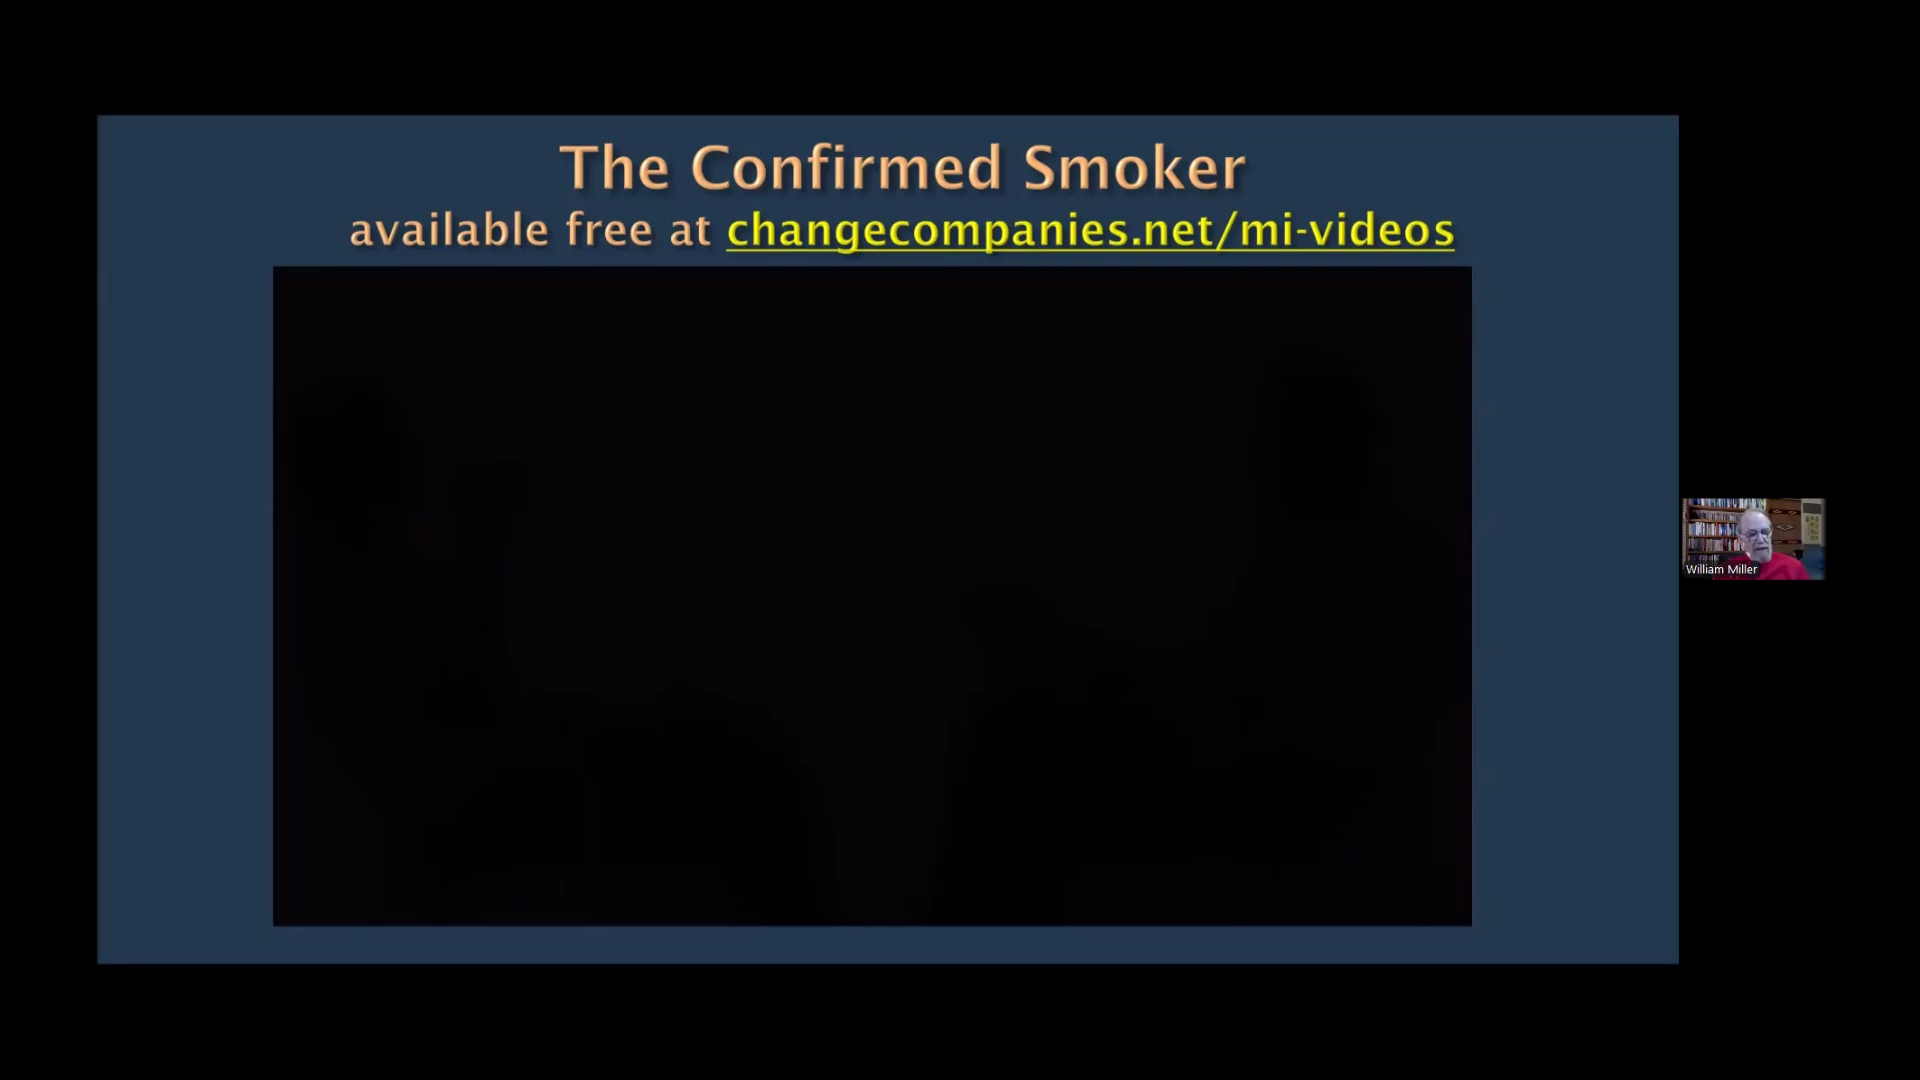 The Confirmed Smoker
available free at changecompanies.net/mi-videos
William Miller